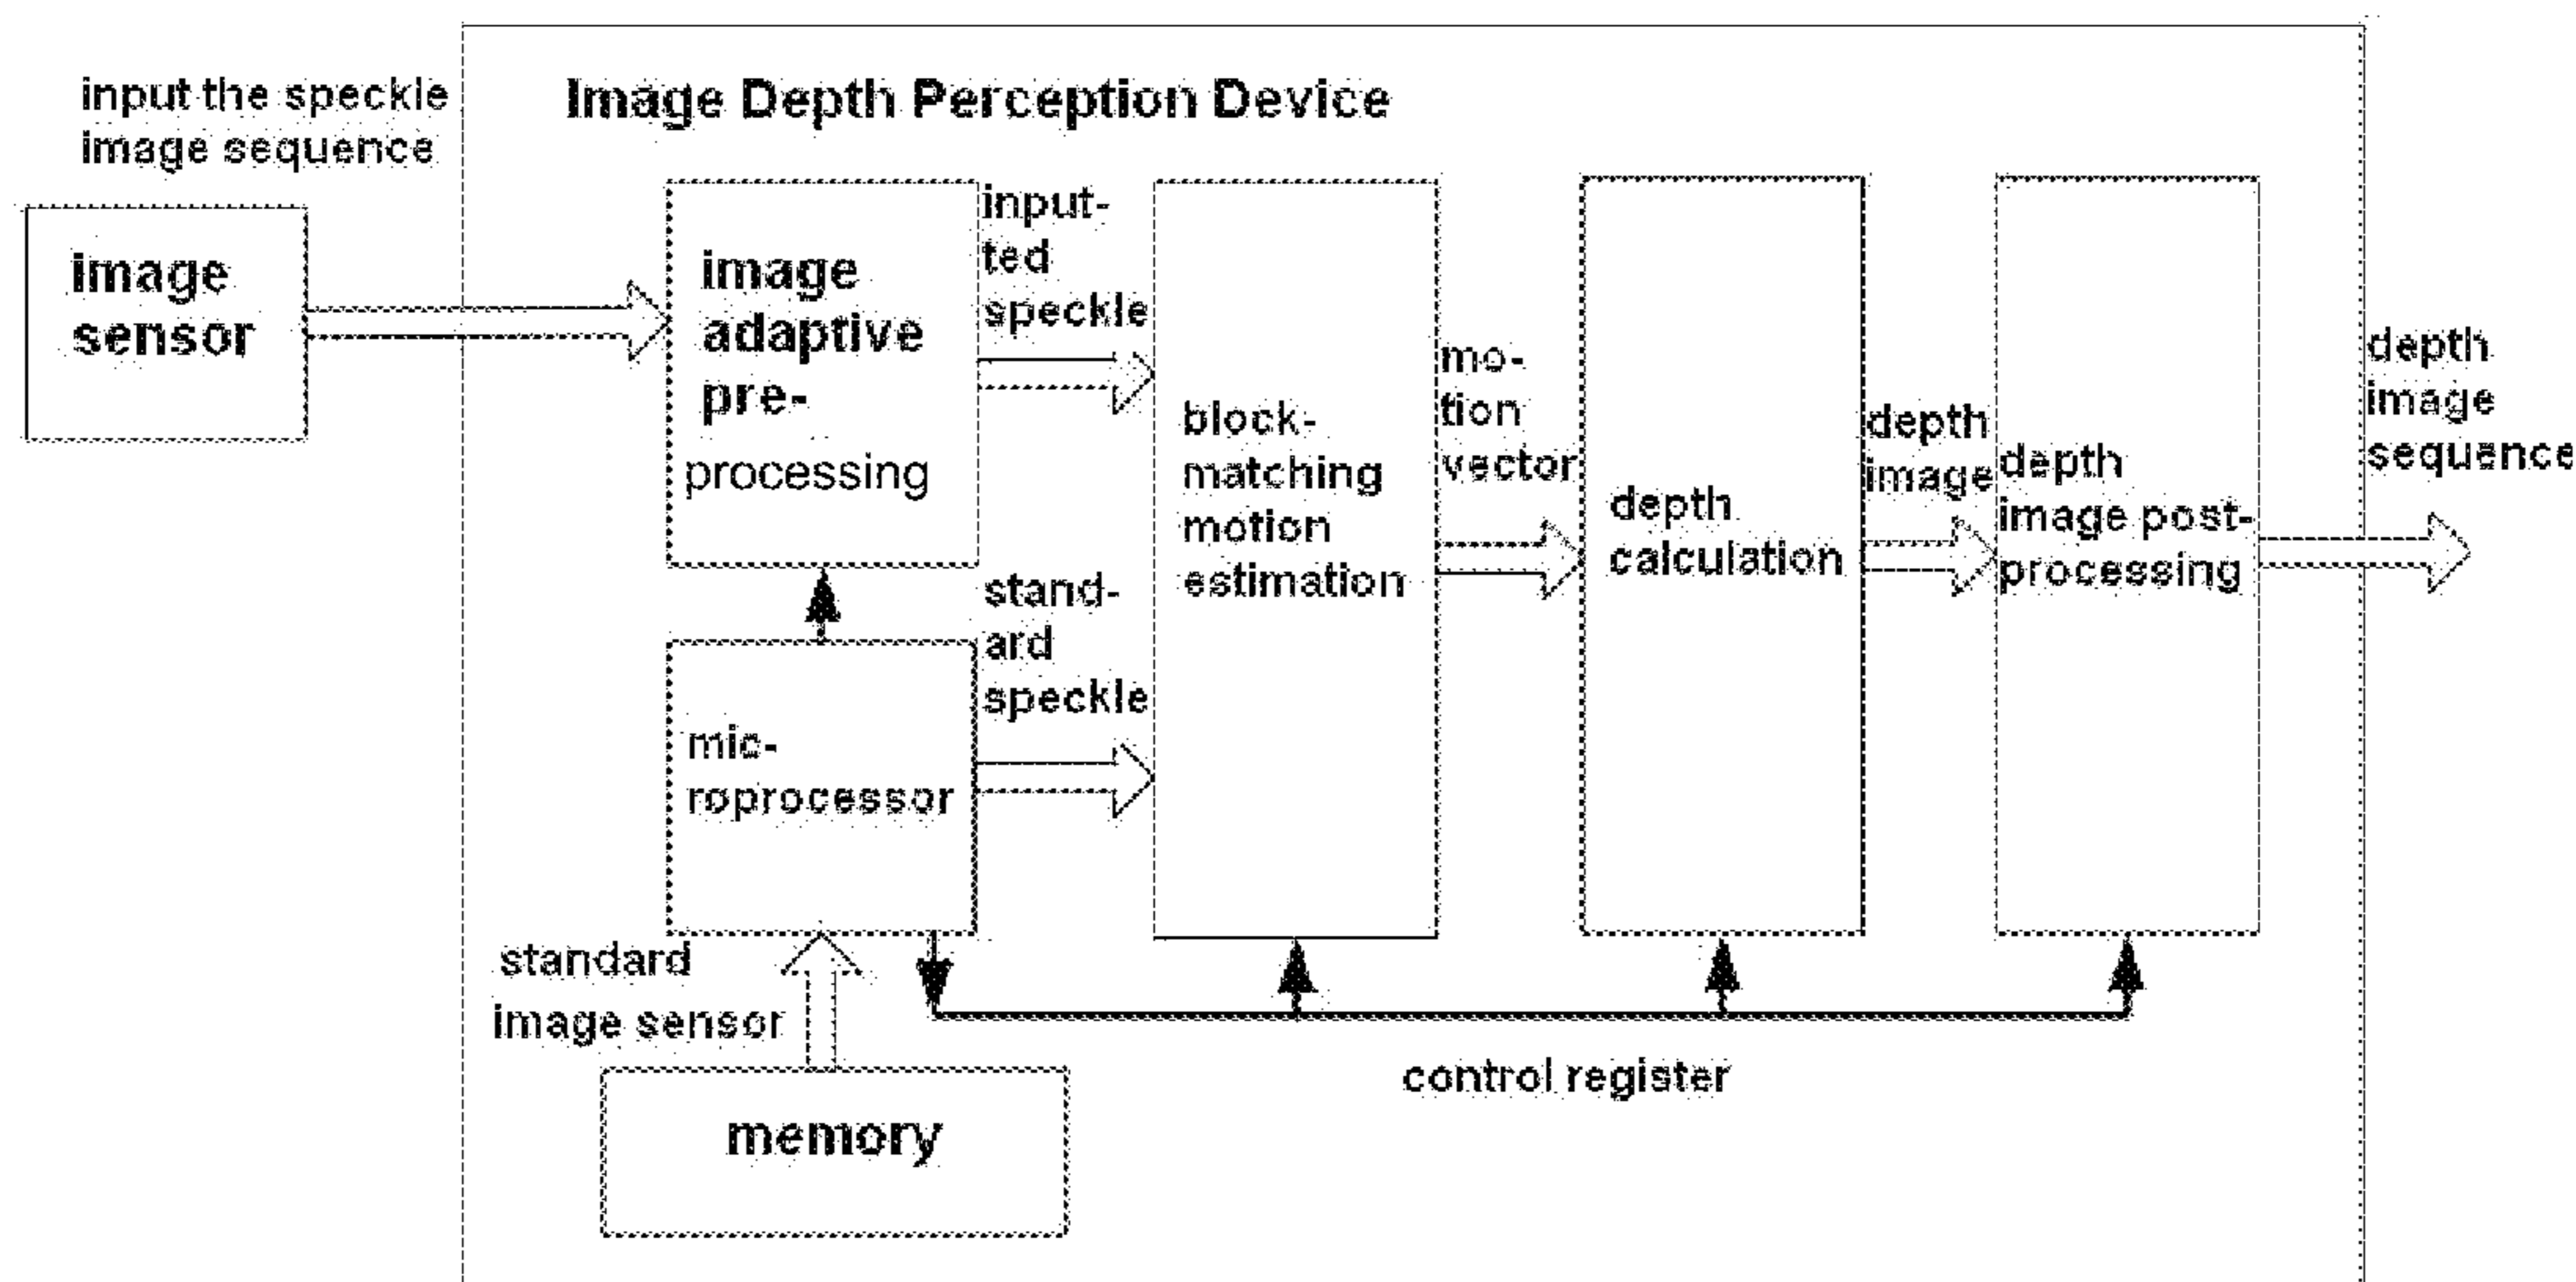 input the speckle
image sequence
Image Depth Perception Device
image
sensor
image
adaptive
pre-
processing
input-
ted
speckle
block-
matching
motion
estimation
mo-
tion
vector
depth
calculation
depth
image
depth
image post-
processing
depth
image
sequence
stand-
ard
speckle
mic-
roprocessor
standard
image sensor
memory
control register